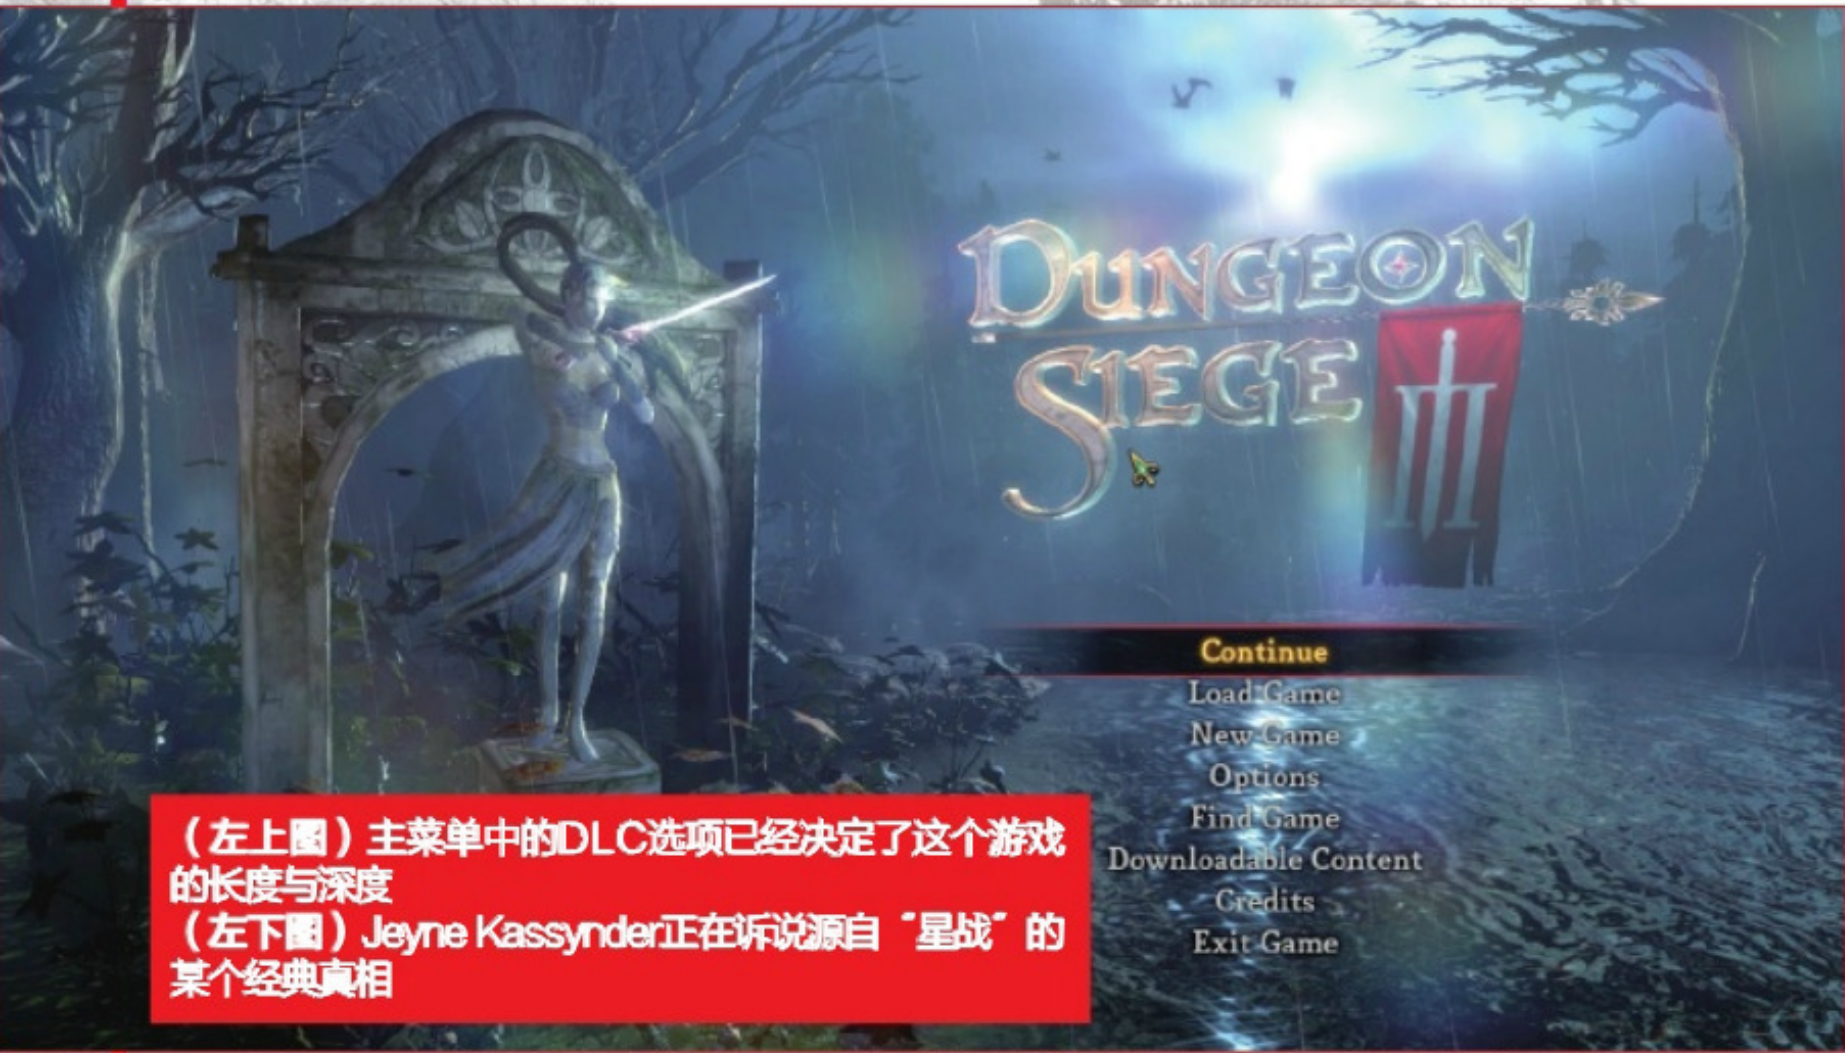 DUNGEON
SIEGE
III
Continue
Load Game
New Game
Options
Find Game
Downloadable Content
Credits
Exit Game
（左上图）主菜单中的DLC选项已经决定了这个游戏
的长度与深度
（左下图）Jeyne Kassynder正在诉说源自“星战”的
某个经典真相